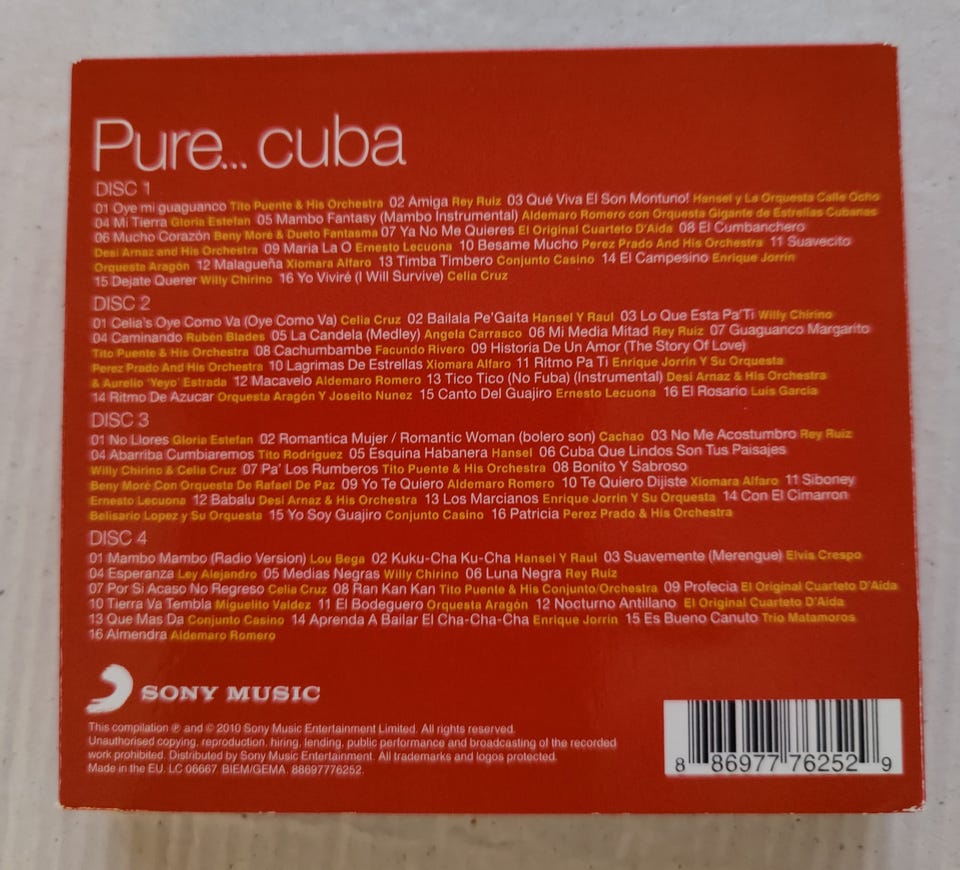 Pure... cuba
DISC 1
01 Oye mi guaguanco Tito Puente & His Orchestra 02 Amiga Rey Ruiz 03 Qué Viva El Son Montuno! Hansel y La Orquesta Calle Ocho
04 Mi Tierra Gloria Estefan 05 Mambo Fantasy (Mambo Instrumental) Aldemaro Romero con Orquesta Gigante de Estrellas Cubanas
06 Mucho Corazón Beny Moré & Dueto Fantasma 07 Ya No Me Quieres El Original Cuarteto D'Aida 08 El Cumbanchero
Desi Arnaz and His Orchestra 09 Maria La O Ernesto Lecuona 10 Besame Mucho Perez Prado And His Orchestra 11 Suavecito
Orquesta Aragón 12 Malagueña Xiomara Alfaro 13 Timba Timbero Conjunto Casino 14 El Campesino Enrique Jorrin
15 Dejate Querer Willy Chirino 16 Yo Viviré (I Will Survive) Celia Cruz
DISC 2
01 Celia's Oye Como Va (Oye Como Va) Celia Cruz 02 Bailala Pe'Gaita Hansel Y Raul 03 Lo Que Esta Pa'Ti Willy Chirino
04 Caminando Rubén Blades 05 La Candela (Medley) Angela Carrasco 06 Mi Media Mitad Rey Ruiz 07 Guaguanco Margarito
Tito Puente & His Orchestra 08 Cachumbambe Facundo Rivero 09 Historia De Un Amor (The Story Of Love)
Perez Prado And His Orchestra 10 Lagrimas De Estrellas Xiomara Alfaro 11 Ritmo Pa Ti Enrique Jorrin Y Su Orquesta
& Aurelio 'Yeyo' Estrada 12 Macavelo Aldemaro Romero 13 Tico Tico (No Fuba) (Instrumental) Desi Arnaz & His Orchestra
14 Ritmo De Azucar Orquesta Aragón Y Joseito Nunez 15 Canto Del Guajiro Ernesto Lecuona 16 El Rosario Luis Garcia
DISC 3
01 No Llores Gloria Estefan 02 Romantica Mujer / Romantic Woman (bolero son) Cachao 03 No Me Acostumbro Rey Ruiz
04 Abarriba Cumbiaremos Tito Rodriguez 05 Esquina Habanera Hansel 06 Cuba Que Lindos Son Tus Paisajes
Willy Chirino & Celia Cruz 07 Pa' Los Rumberos Tito Puente & His Orchestra 08 Bonito Y Sabroso
Beny Moré Con Orquesta De Rafael De Paz 09 Yo Te Quiero Aldemaro Romero 10 Te Quiero Dijiste Xiomara Alfaro 11 Siboney
Ernesto Lecuona 12 Babalu Desi Arnaz & His Orchestra 13 Los Marcianos Enrique Jorrin Y Su Orquesta 14 Con El Cimarron
Belisario Lopez y Su Orquesta 15 Yo Soy Guajiro Conjunto Casino 16 Patricia Perez Prado & His Orchestra
DISC 4
01 Mambo Mambo (Radio Version) Lou Bega 02 Kuku-Cha Ku-Cha Hansel Y Raul 03 Suavemente (Merengue) Elvis Crespo
04 Esperanza Ley Alejandro 05 Medias Negras Willy Chirino 06 Luna Negra Rey Ruiz
07 Por Si Acaso No Regreso Celia Cruz 08 Ran Kan Kan Tito Puente & His Conjunto/Orchestra 09 Profecia El Original Cuarteto D'Aida
10 Tierra Va Tembla Miguelito Valdez 11 El Bodeguero Orquesta Aragón 12 Nocturno Antillano El Original Cuarteto D'Aida
13 Que Mas Da Conjunto Casino 14 Aprenda A Bailar El Cha-Cha-Cha Enrique Jorrin 15 Es Bueno Canuto Trio Matamoros
16 Almendra Aldemaro Romero
SONY MUSIC
This compilation ℗ and © 2010 Sony Music Entertainment Limited. All rights reserved.
Unauthorised copying, reproduction, hiring, lending, public performance and broadcasting of the recorded
work prohibited. Distributed by Sony Music Entertainment. All trademarks and logos protected.
Made in the EU. LC 06667 BIEM/GEMA. 88697776252.
8 86977 76252 9